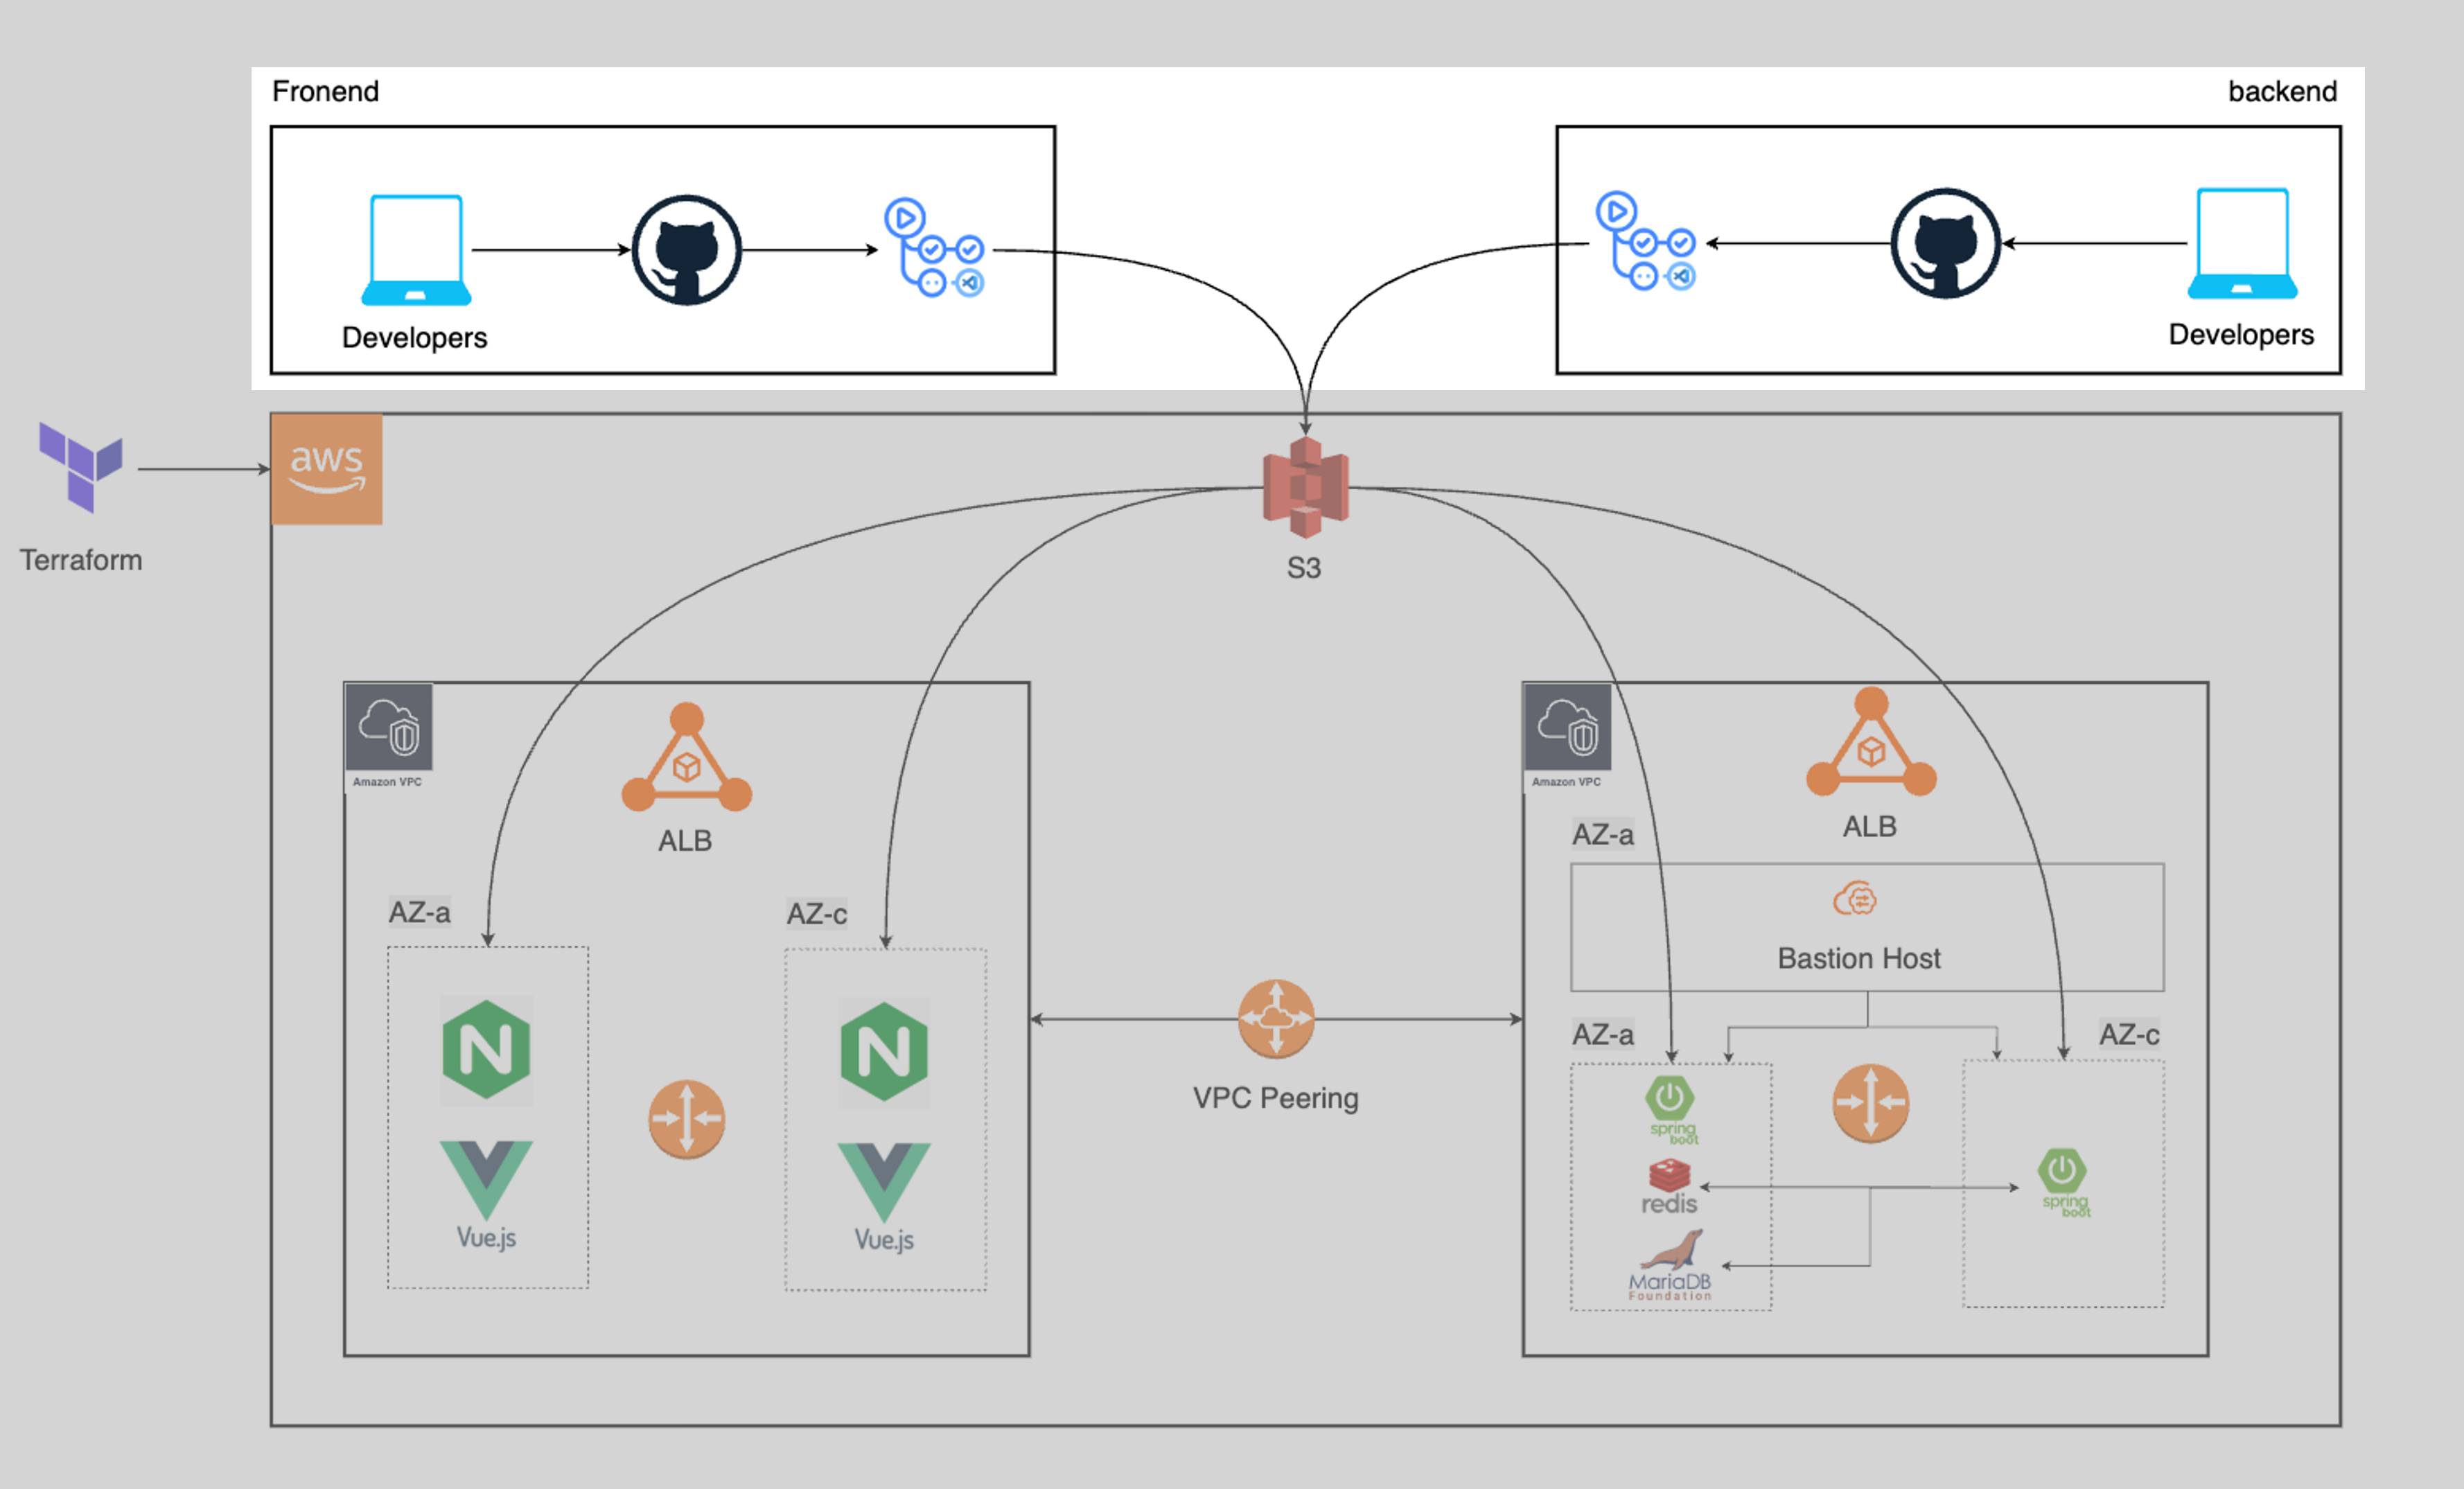 Fronend
backend
Developers
Developers
aws
Terraform
S3
Amazon VPC
ALB
AZ-a
AZ-c
Vue.js
Vue.js
VPC Peering
Amazon VPC
ALB
AZ-a
Bastion Host
AZ-a
AZ-c
spring
boot
redis
MariaDB
Foundation
spring
boot